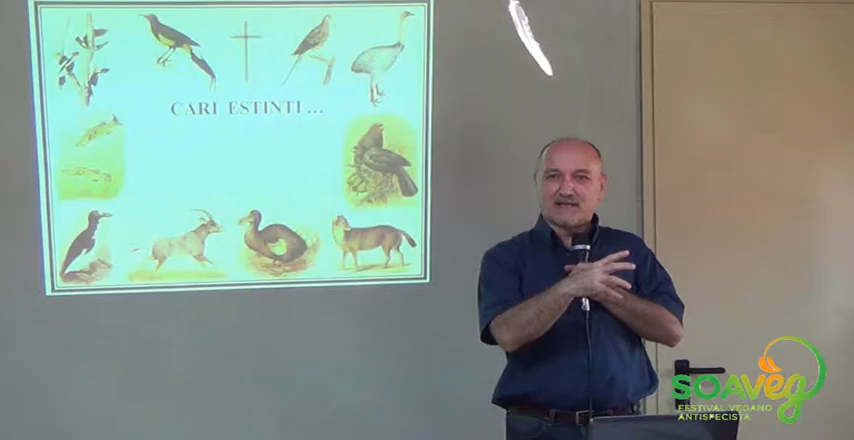 CARI ESTINTI ...
SOAVEg
FESTIVAL VEGANO
ANTISPECISTA